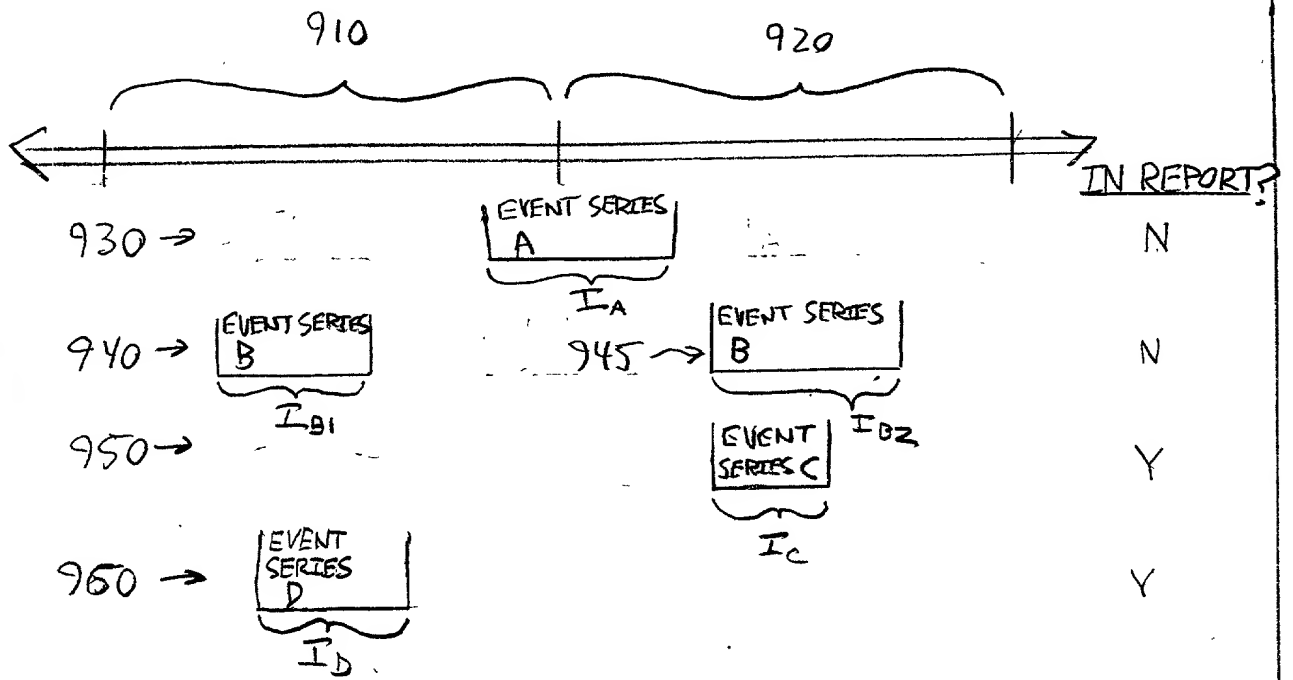 910 920
IN REPORT?
930 → EVENT SERIES A N
I_A
940 → EVENT SERIES B 945 → EVENT SERIES B N
I_B1 I_B2
950 → EVENT SERIES C Y
I_C
960 → EVENT SERIES D Y
I_D